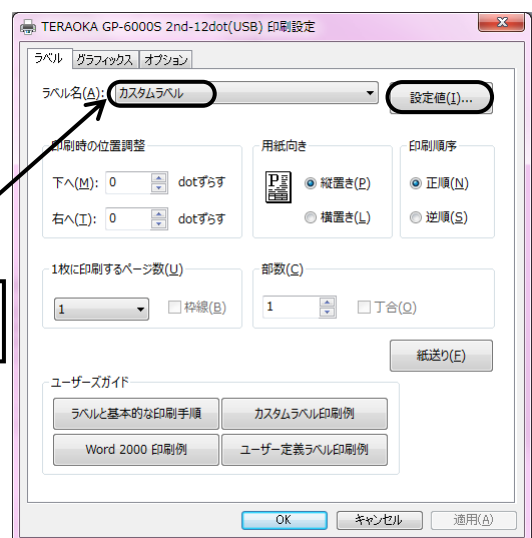 TERAOKA GP-6000S 2nd-12dot(USB) 印刷設定
ラベル グラフィックス オプション
ラベル名(A): カスタムラベル 設定値(I)...
印刷時の位置調整 用紙向き 印刷順序
下へ(M): 0 dotずらす 縦置き(P) 正順(N)
右へ(T): 0 dotずらす 横置き(L) 逆順(S)
1枚に印刷するページ数(U) 部数(C)
1 枠線(B) 1 丁合(O)
紙送り(F)
ユーザーズガイド
ラベルと基本的な印刷手順 カスタムラベル印刷例
Word 2000 印刷例 ユーザー定義ラベル印刷例
OK キャンセル 適用(A)